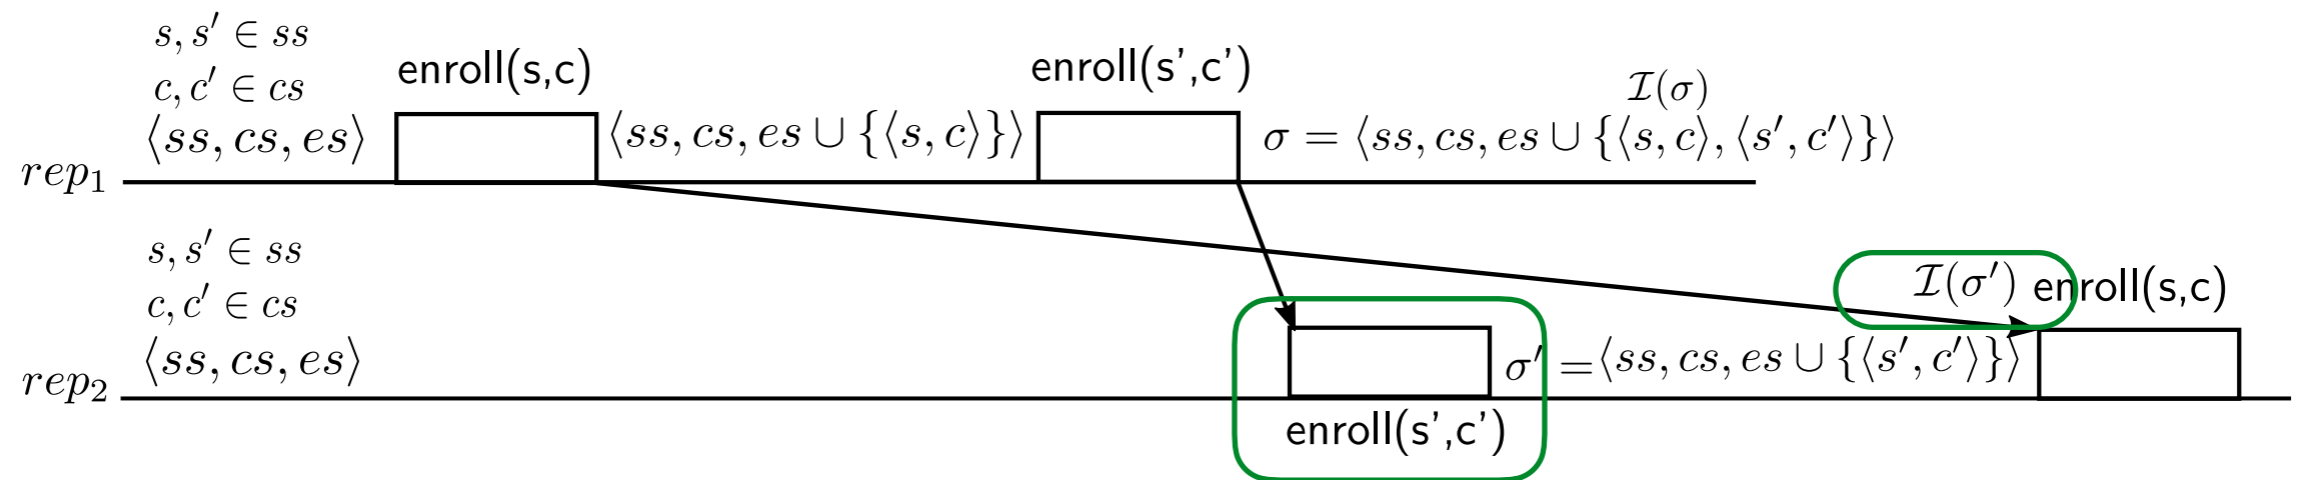 s, s′ ∈ ss
c, c′ ∈ cs
⟨ss, cs, es⟩
rep₁
enroll(s,c)
⟨ss, cs, es ∪ {⟨s, c⟩}⟩
enroll(s’,c’)
ℐ(σ)
σ = ⟨ss, cs, es ∪ {⟨s, c⟩, ⟨s′, c′⟩}⟩
s, s′ ∈ ss
c, c′ ∈ cs
⟨ss, cs, es⟩
rep₂
enroll(s’,c’)
σ′ =⟨ss, cs, es ∪ {⟨s′, c′⟩}⟩
ℐ(σ′) enroll(s,c)